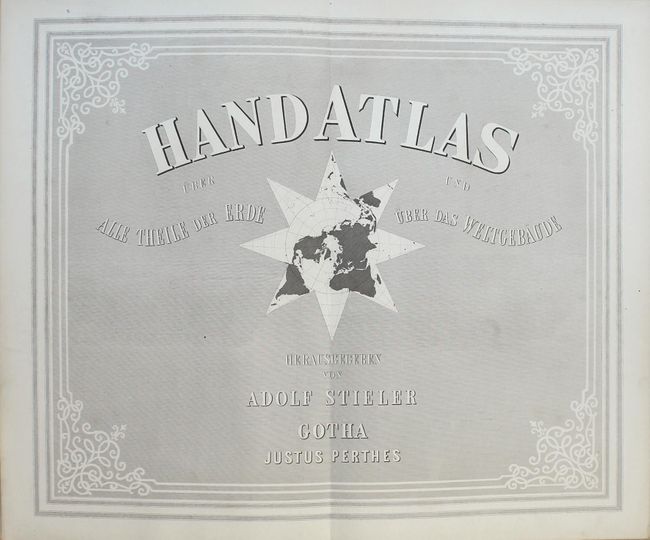 HANDATLAS
ÜBER
ALLE THEILE DER ERDE
UND
ÜBER DAS WELTGEBÄUDE
HERAUSGEGEBEN
VON
ADOLF STIELER
GOTHA
JUSTUS PERTHES